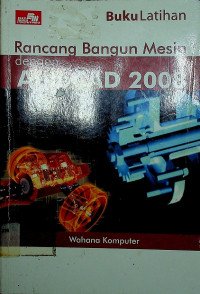 Buku Latihan
Rancang Bangun Mesin
dengan
AutoCAD 2008
Wahana Komputer